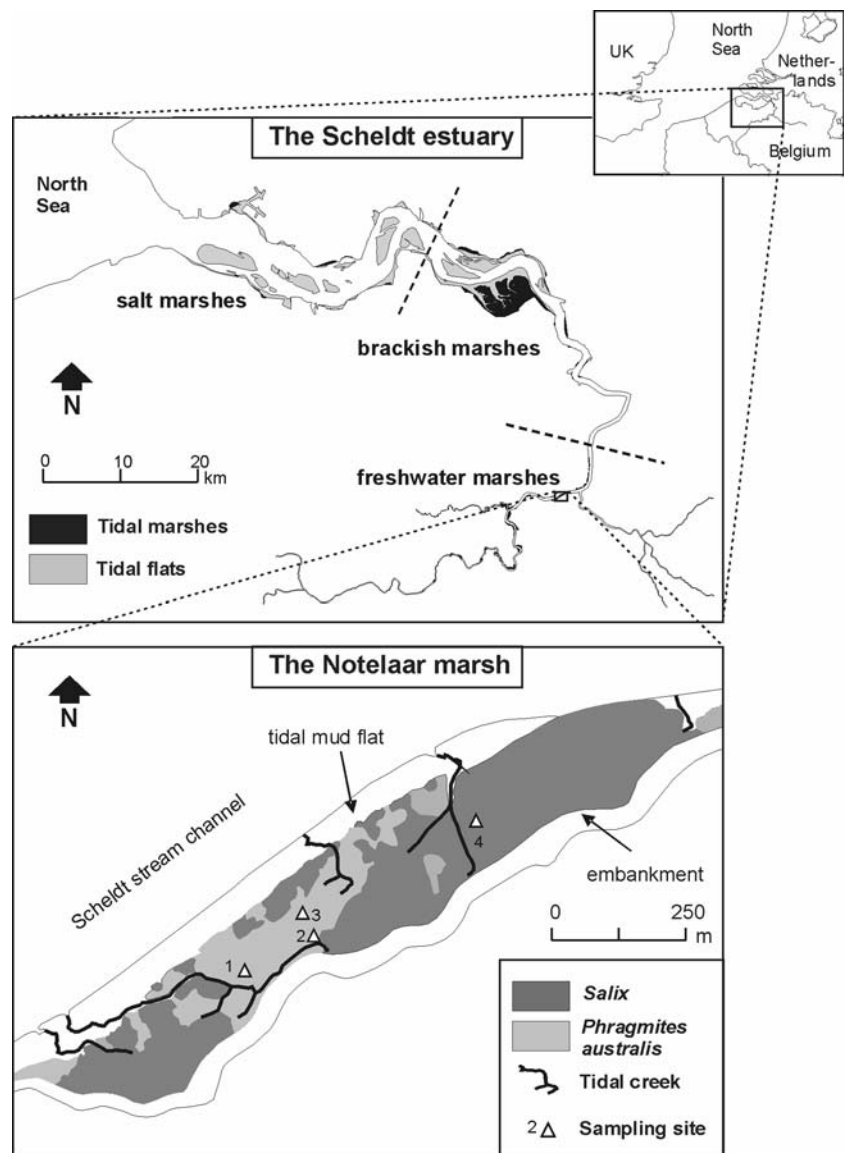 UK
North
Sea
Nether-
lands
Belgium
The Scheldt estuary
North
Sea
salt marshes
brackish marshes
N
0 10 20
km
freshwater marshes
Tidal marshes
Tidal flats
The Notelaar marsh
N
tidal mud flat
Scheldt stream channel
4
embankment
3
2
1
0 250
m
Salix
Phragmites
australis
Tidal creek
2 Sampling site